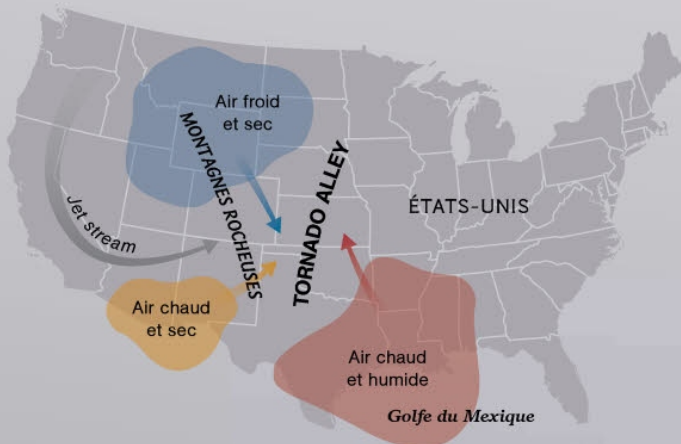 Air froid
et sec
MONTAGNES ROCHEUSES
TORNADO ALLEY
ÉTATS-UNIS
Jet stream
Air chaud
et sec
Air chaud
et humide
Golfe du Mexique